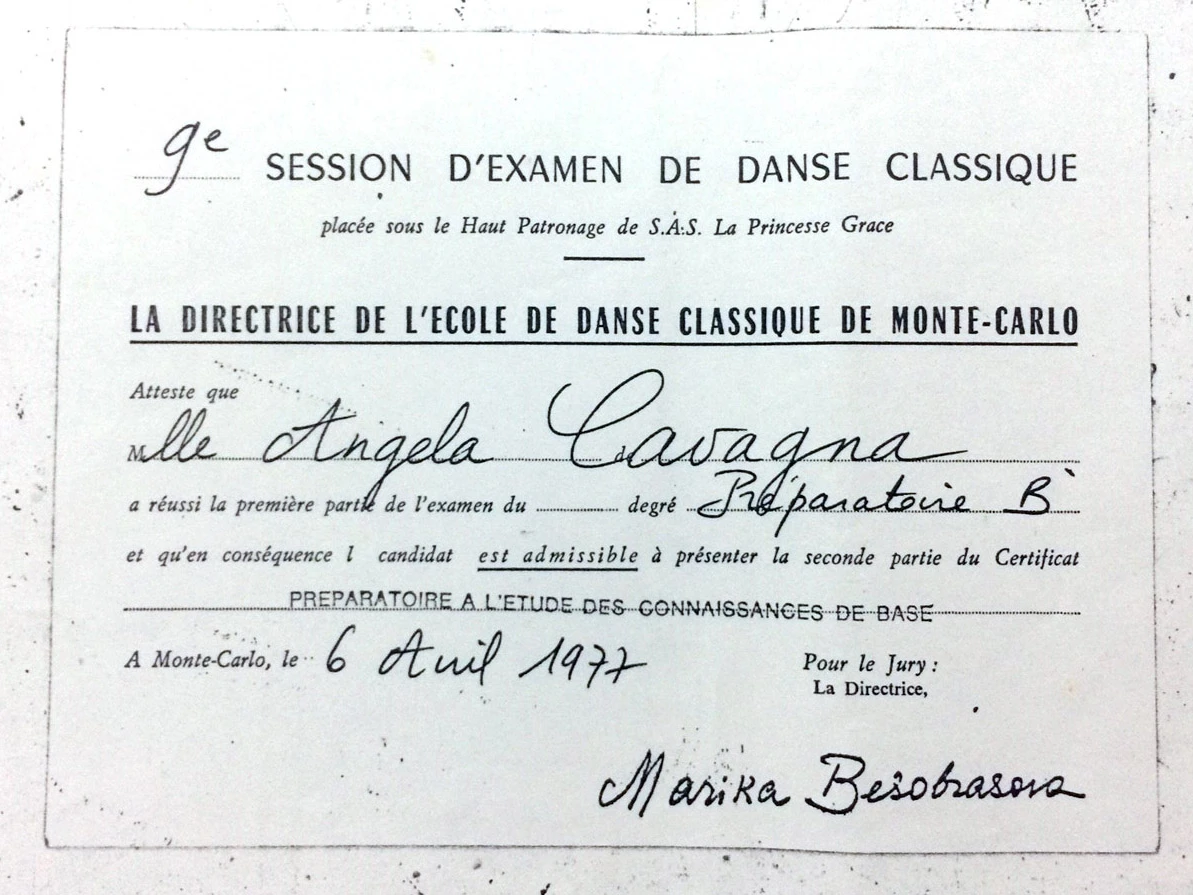 9e SESSION D'EXAMEN DE DANSE CLASSIQUE
placée sous le Haut Patronage de S.A.S. La Princesse Grace
LA DIRECTRICE DE L'ECOLE DE DANSE CLASSIQUE DE MONTE-CARLO
Atteste que
Mlle Angela Cavagna
a réussi la première partie de l'examen du degré Préparatoire B
et qu'en conséquence l candidat est admissible à présenter la seconde partie du Certificat
PREPARATOIRE A L'ETUDE DES CONNAISSANCES DE BASE
A Monte-Carlo, le 6 Avril 1977
Pour le Jury :
La Directrice,
Marika Besobrasova